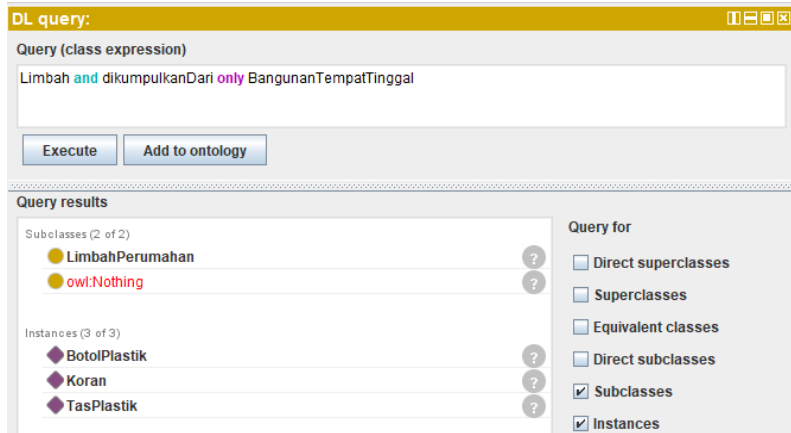 DL query:
Query (class expression)
Limbah and dikumpulkanDari only BangunanTempatTinggal
Execute
Add to ontology
Query results
Subclasses (2 of 2)
LimbahPerumahan
?
owl:Nothing
?
Instances (3 of 3)
BotolPlastik
?
Koran
?
TasPlastik
?
Query for
Direct superclasses
Superclasses
Equivalent classes
Direct subclasses
Subclasses
Instances